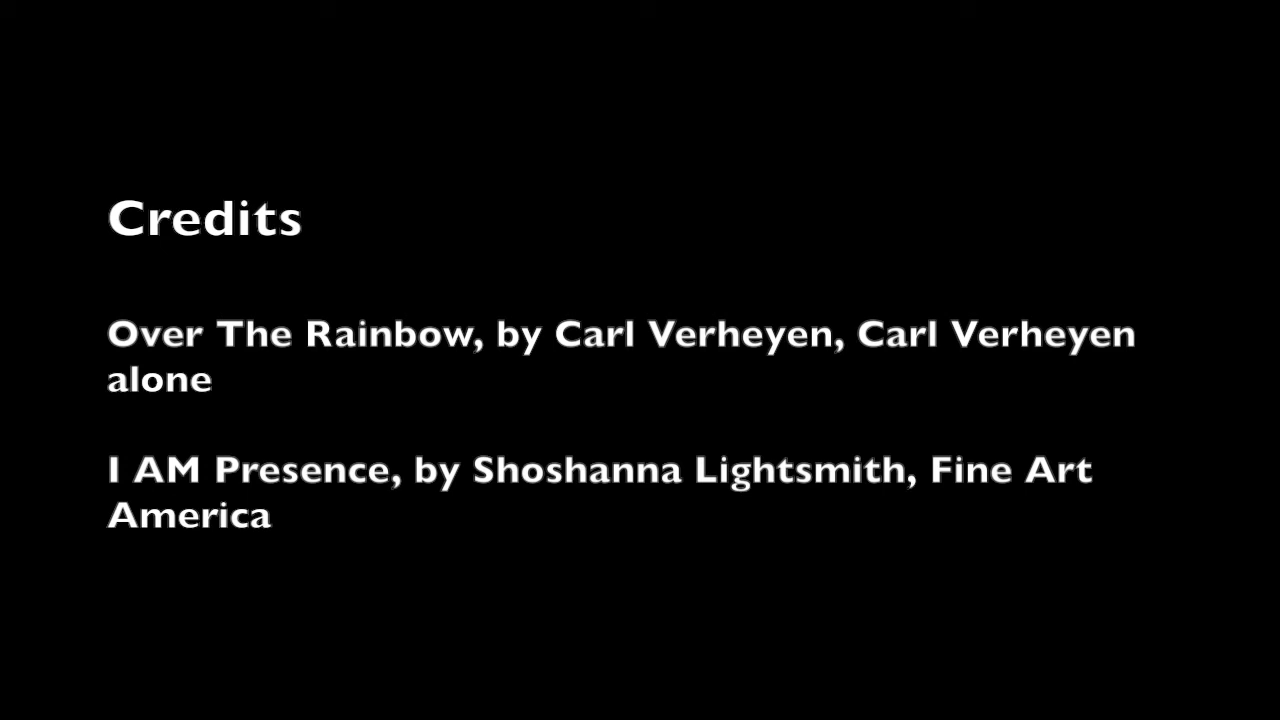 Credits
Over The Rainbow, by Carl Verheyen, Carl Verheyen
alone
I AM Presence, by Shoshanna Lightsmith, Fine Art
America